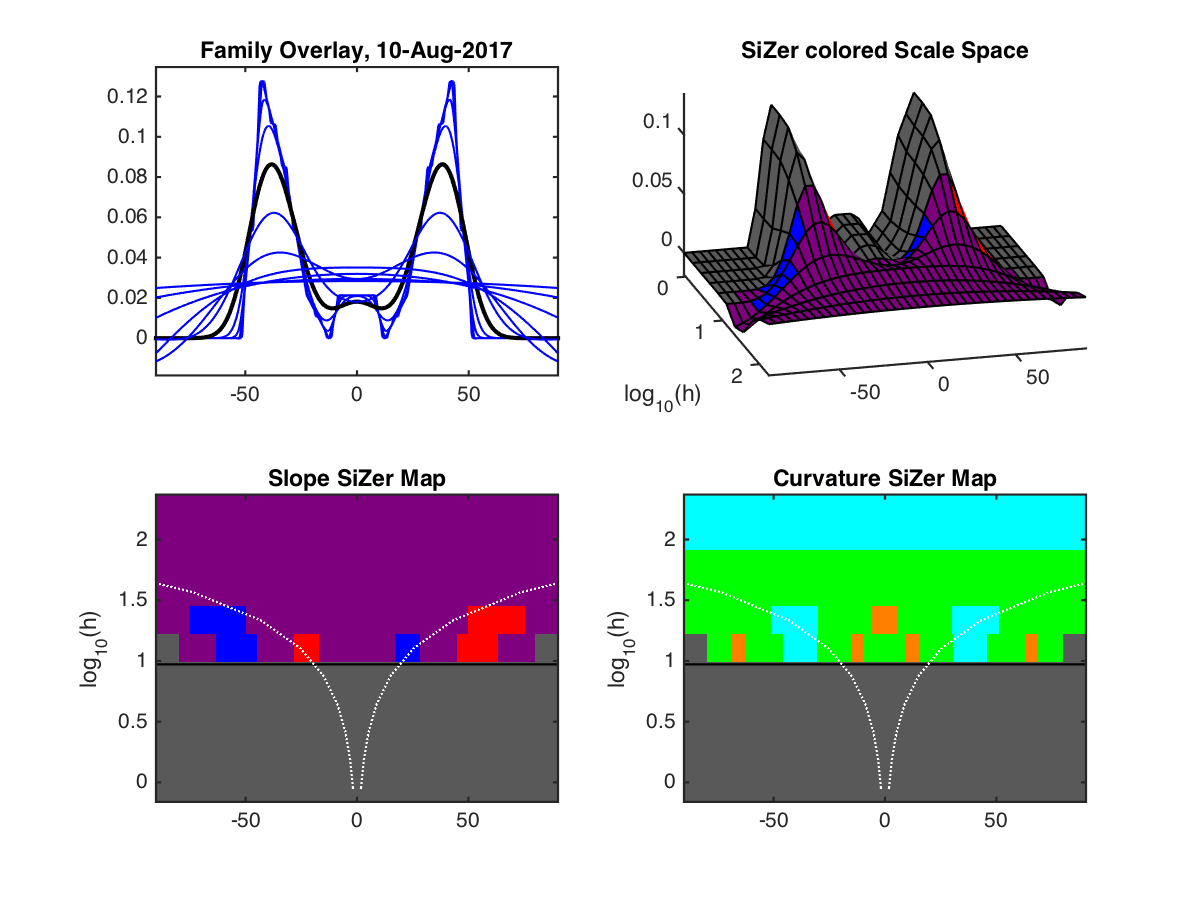 Family Overlay, 10-Aug-2017
0.12
0.1
0.08
0.06
0.04
0.02
0
-50 0 50
SiZer colored Scale Space
0.1
0.05
0
0
1
2
log10(h)
-50
0
50
Slope SiZer Map
log10(h)
2
1.5
1
0.5
0
-50 0 50
Curvature SiZer Map
log10(h)
2
1.5
1
0.5
0
-50 0 50